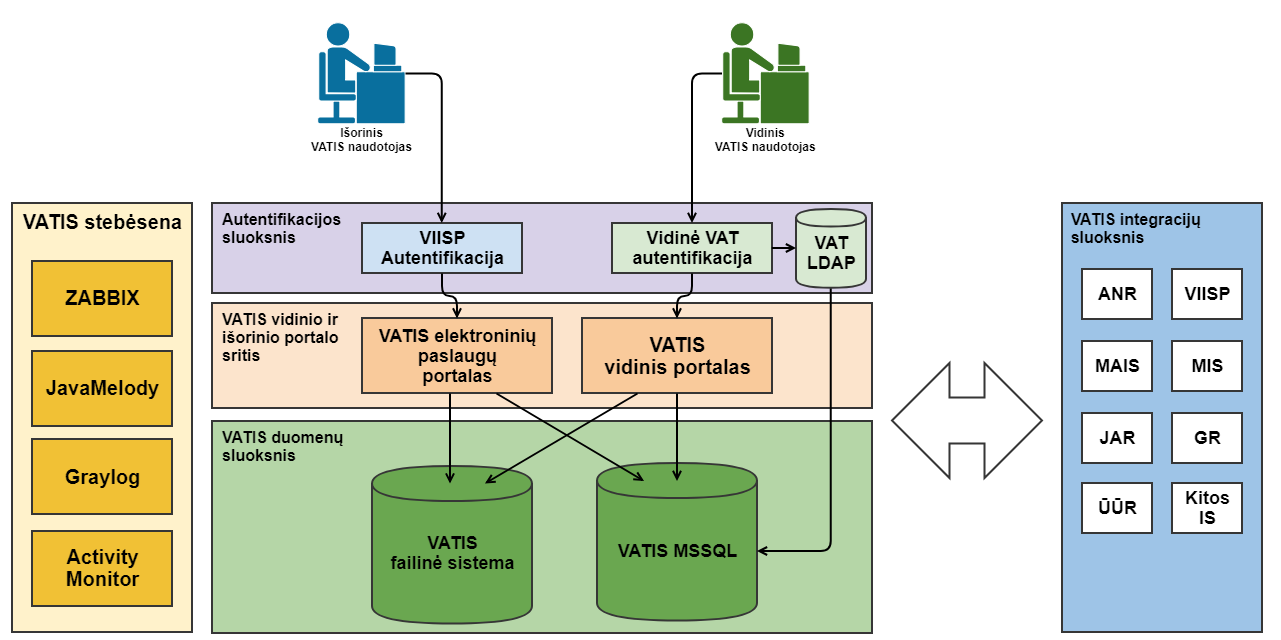 Išorinis
VATIS naudotojas
Vidinis
VATIS naudotojas
VATIS stebėsena
ZABBIX
JavaMelody
Graylog
Activity
Monitor
Autentifikacijos
sluoksnis
VIISP
Autentifikacija
Vidinė VAT
autentifikacija
VAT
LDAP
VATIS vidinio ir
išorinio portalo
sritis
VATIS elektroninių
paslaugų
portalas
VATIS
vidinis portalas
VATIS duomenų
sluoksnis
VATIS
failinė sistema
VATIS MSSQL
VATIS integracijų
sluoksnis
ANR
VIISP
MAIS
MIS
JAR
GR
ŪŪR
Kitos
IS